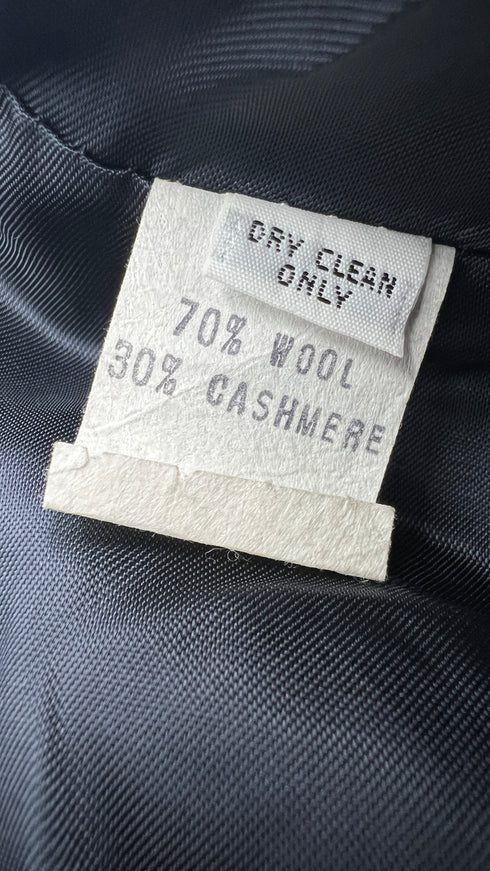 DRY CLEAN
ONLY
70% WOOL
30% CASHMERE